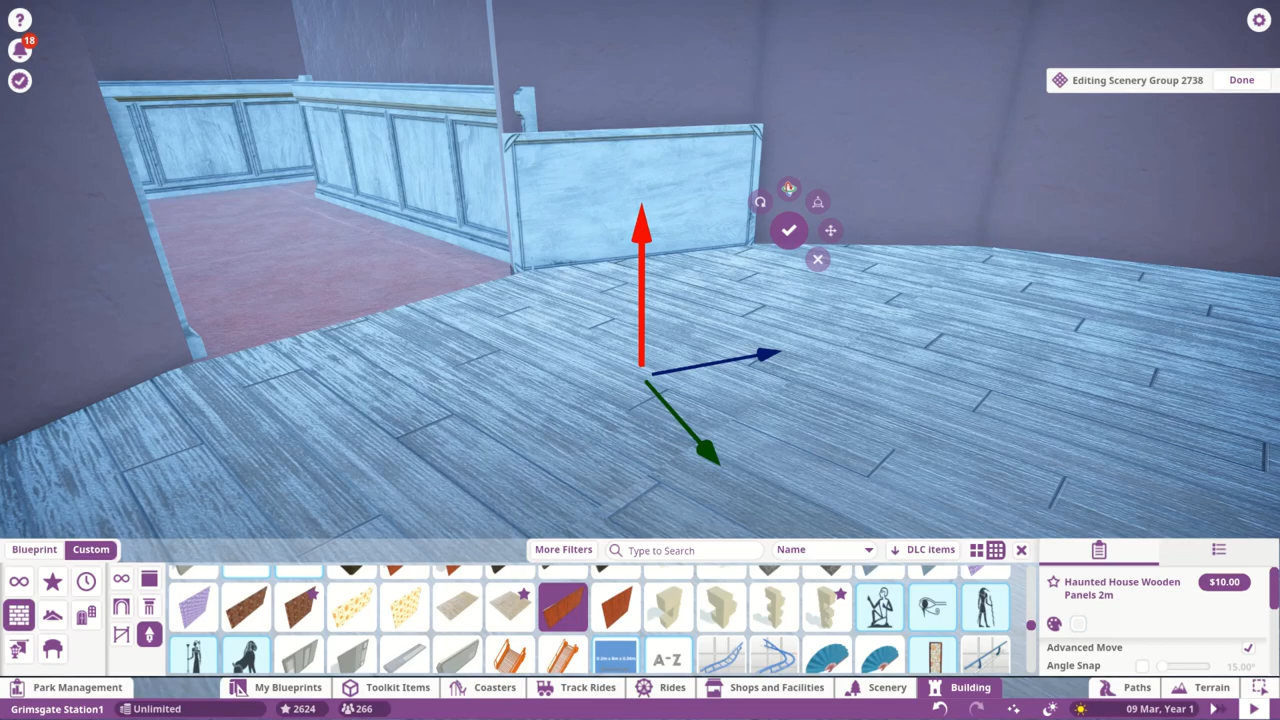 ?
18
Editing Scenery Group 2738
Done
Blueprint
Custom
More Filters
Type to Search
Name
DLC items
Haunted House Wooden
Panels 2m
$10.00
Advanced Move
Angle Snap
15.00°
A-Z
Park Management
My Blueprints
Toolkit Items
Coasters
Track Rides
Rides
Shops and Facilities
Scenery
Building
Paths
Terrain
Grimsgate Station1
Unlimited
2624
266
09 Mar, Year 1